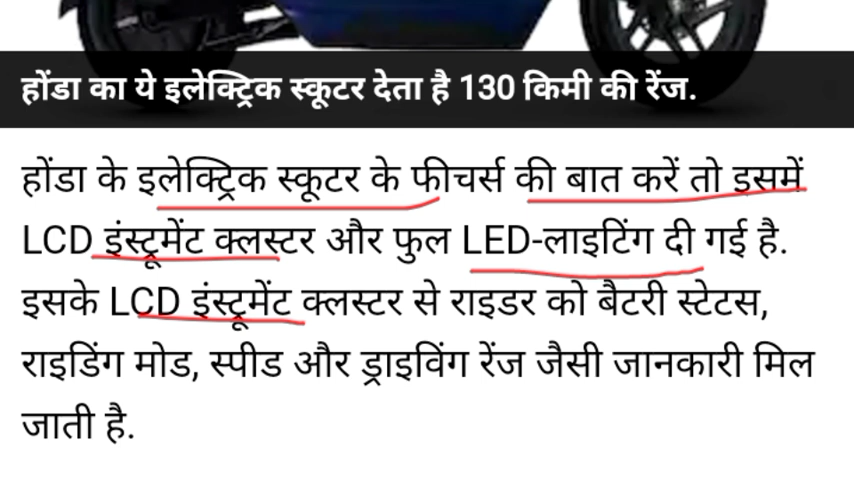 होंडा का ये इलेक्ट्रिक स्कूटर देता है 130 किमी की रेंज.
होंडा के इलेक्ट्रिक स्कूटर के फीचर्स की बात करें तो इसमें
LCD इंस्ट्रूमेंट क्लस्टर और फुल LED-लाइटिंग दी गई है.
इसके LCD इंस्ट्रूमेंट क्लस्टर से राइडर को बैटरी स्टेटस,
राइडिंग मोड, स्पीड और ड्राइविंग रेंज जैसी जानकारी मिल
जाती है.